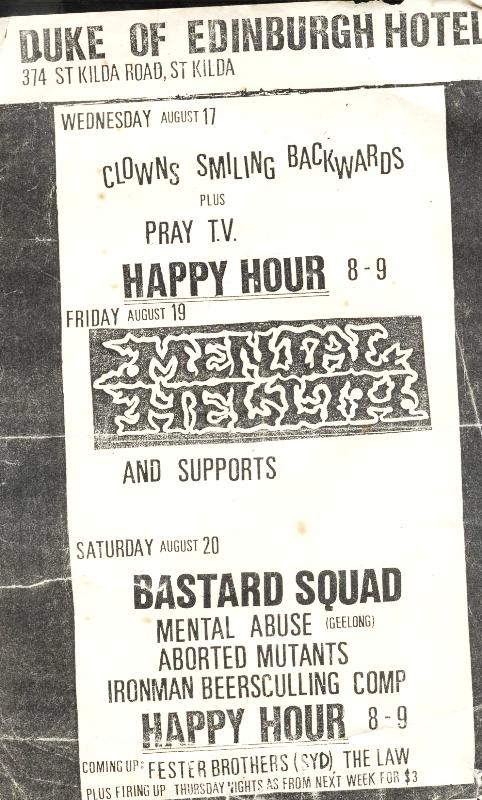 DUKE OF EDINBURGH HOTEL
374 ST KILDA ROAD, ST KILDA
WEDNESDAY AUGUST 17
CLOWNS SMILING BACKWARDS
PLUS
PRAY T.V.
HAPPY HOUR 8-9
FRIDAY AUGUST 19
MENTAL
HELLTH
AND SUPPORTS
SATURDAY AUGUST 20
BASTARD SQUAD
MENTAL ABUSE (GEELONG)
ABORTED MUTANTS
IRONMAN BEERSCULLING COMP
HAPPY HOUR 8-9
COMING UP: FESTER BROTHERS (SYD) THE LAW
PLUS FIRING UP THURSDAY NIGHTS AS FROM NEXT WEEK FOR $3